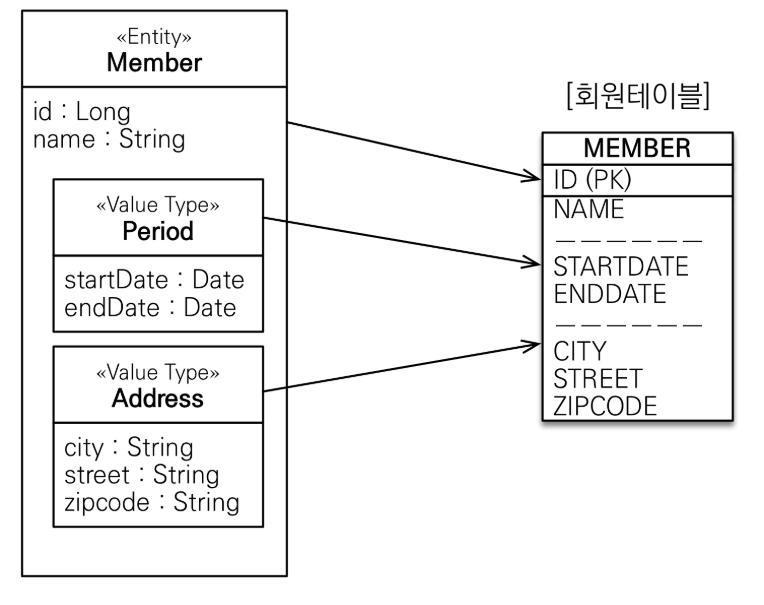 «Entity»
Member
id : Long
name : String
«Value Type»
Period
startDate : Date
endDate : Date
«Value Type»
Address
city : String
street : String
zipcode : String
[회원테이블]
MEMBER
ID (PK)
NAME
STARTDATE
ENDDATE
CITY
STREET
ZIPCODE